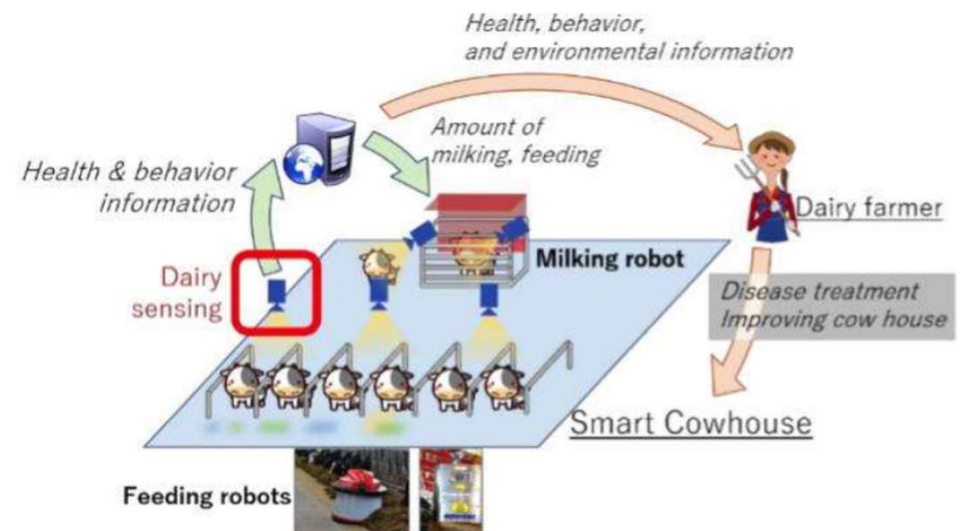 Health, behavior,
and environmental information
Amount of
milking, feeding
Health & behavior
information
Dairy farmer
Milking robot
Dairy
sensing
Disease treatment
Improving cow house
Smart Cowhouse
Feeding robots